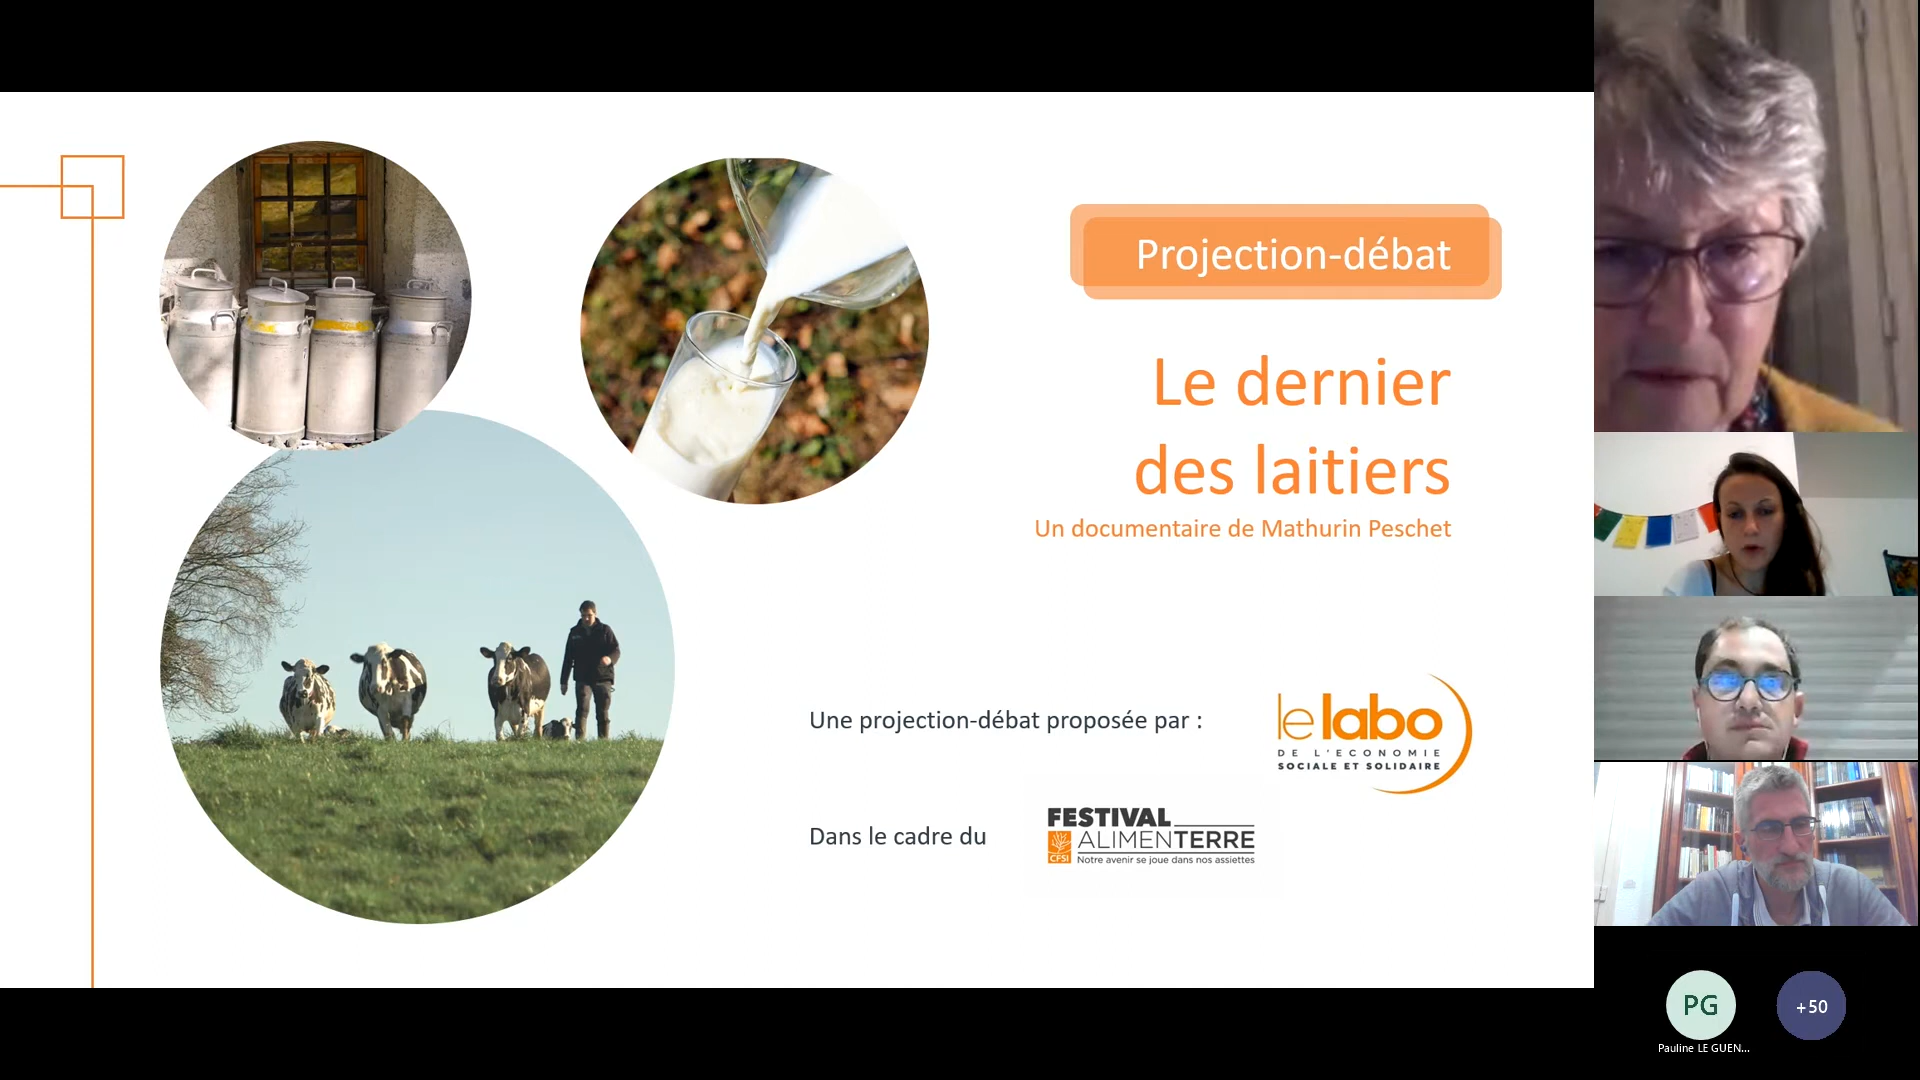 Projection-débat
Le dernier
des laitiers
Un documentaire de Mathurin Peschet
Une projection-débat proposée par :
le labo
DE L'ECONOMIE
SOCIALE ET SOLIDAIRE
Dans le cadre du
FESTIVAL
ALIMENTERRE
CFSI
Notre avenir se joue dans nos assiettes
PG
+50
Pauline LE GUEN...